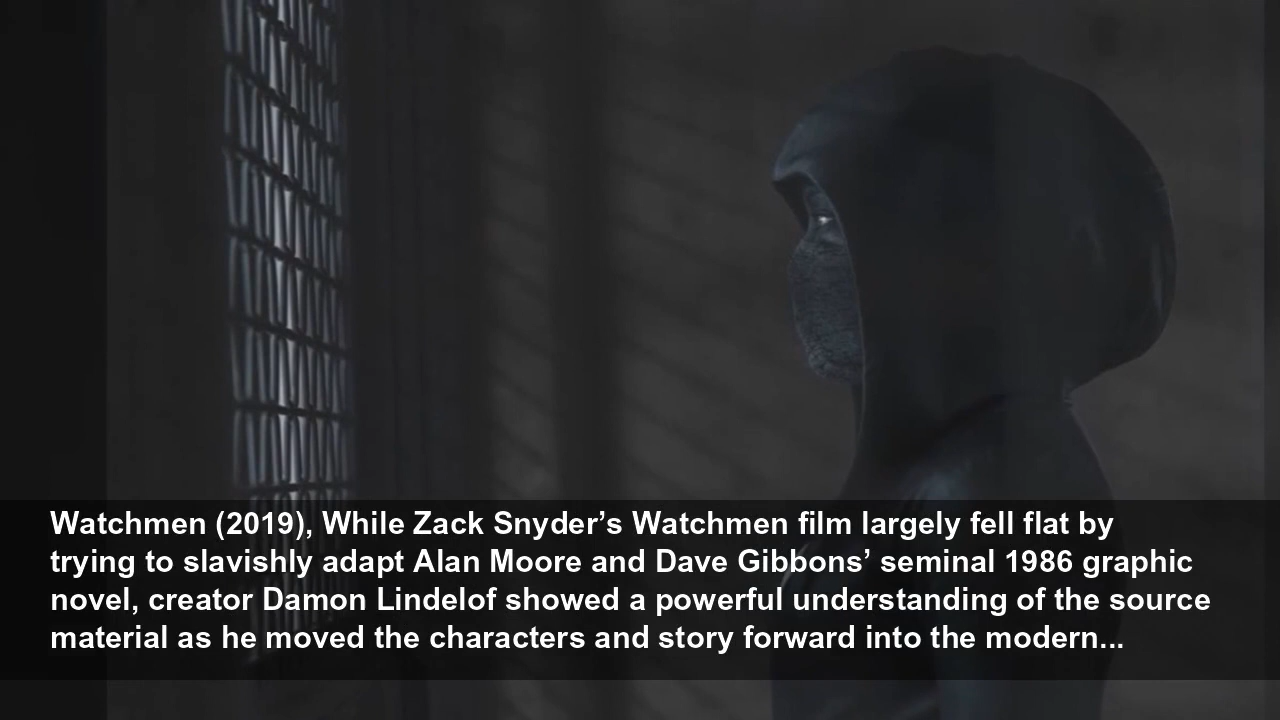 Watchmen (2019), While Zack Snyder’s Watchmen film largely fell flat by
trying to slavishly adapt Alan Moore and Dave Gibbons’ seminal 1986 graphic
novel, creator Damon Lindelof showed a powerful understanding of the source
material as he moved the characters and story forward into the modern...